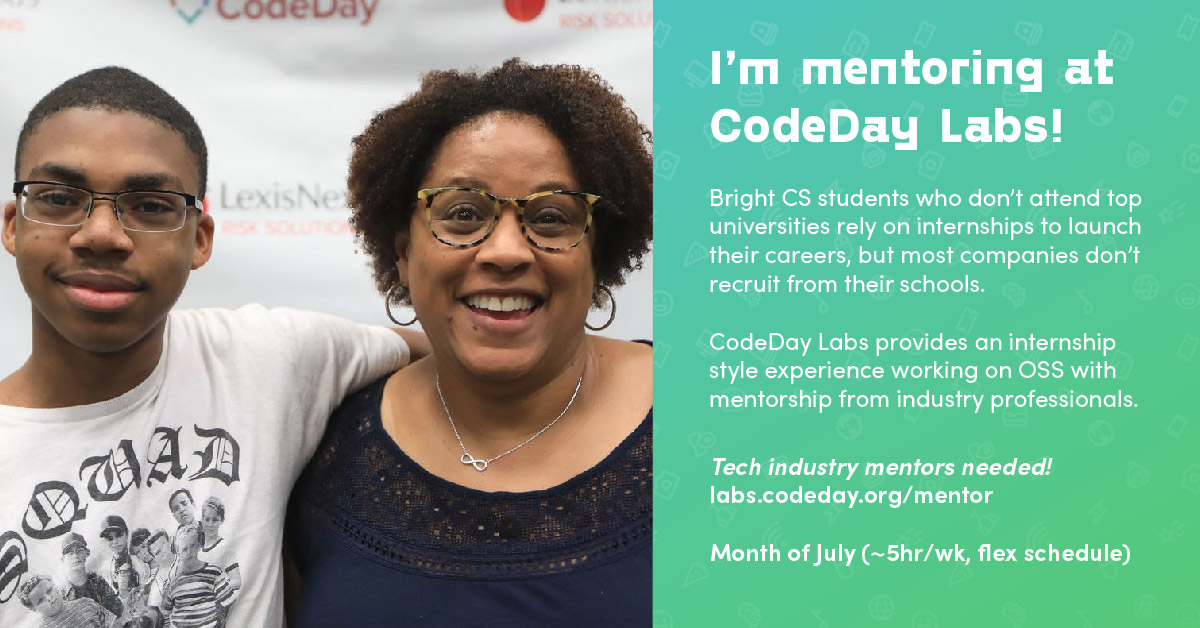 CodeDay
RISK SOLU
LexisNex
RISK SOLUTION
SQUAD
I'm mentoring at
CodeDay Labs!
Bright CS students who don't attend top
universities rely on internships to launch
their careers, but most companies don't
recruit from their schools.
CodeDay Labs provides an internship
style experience working on OSS with
mentorship from industry professionals.
Tech industry mentors needed!
labs.codeday.org/mentor
Month of July (~5hr/wk, flex schedule)